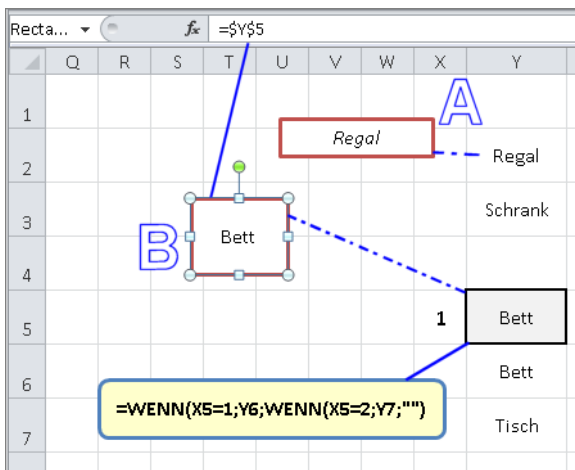 Recta... fx =$Y$5
Q R S T U V W X Y
1
A
Regal
2 Regal
3 Schrank
B
Bett
4
5 1 Bett
6 Bett
=WENN(X5=1;Y6;WENN(X5=2;Y7;"")
7 Tisch